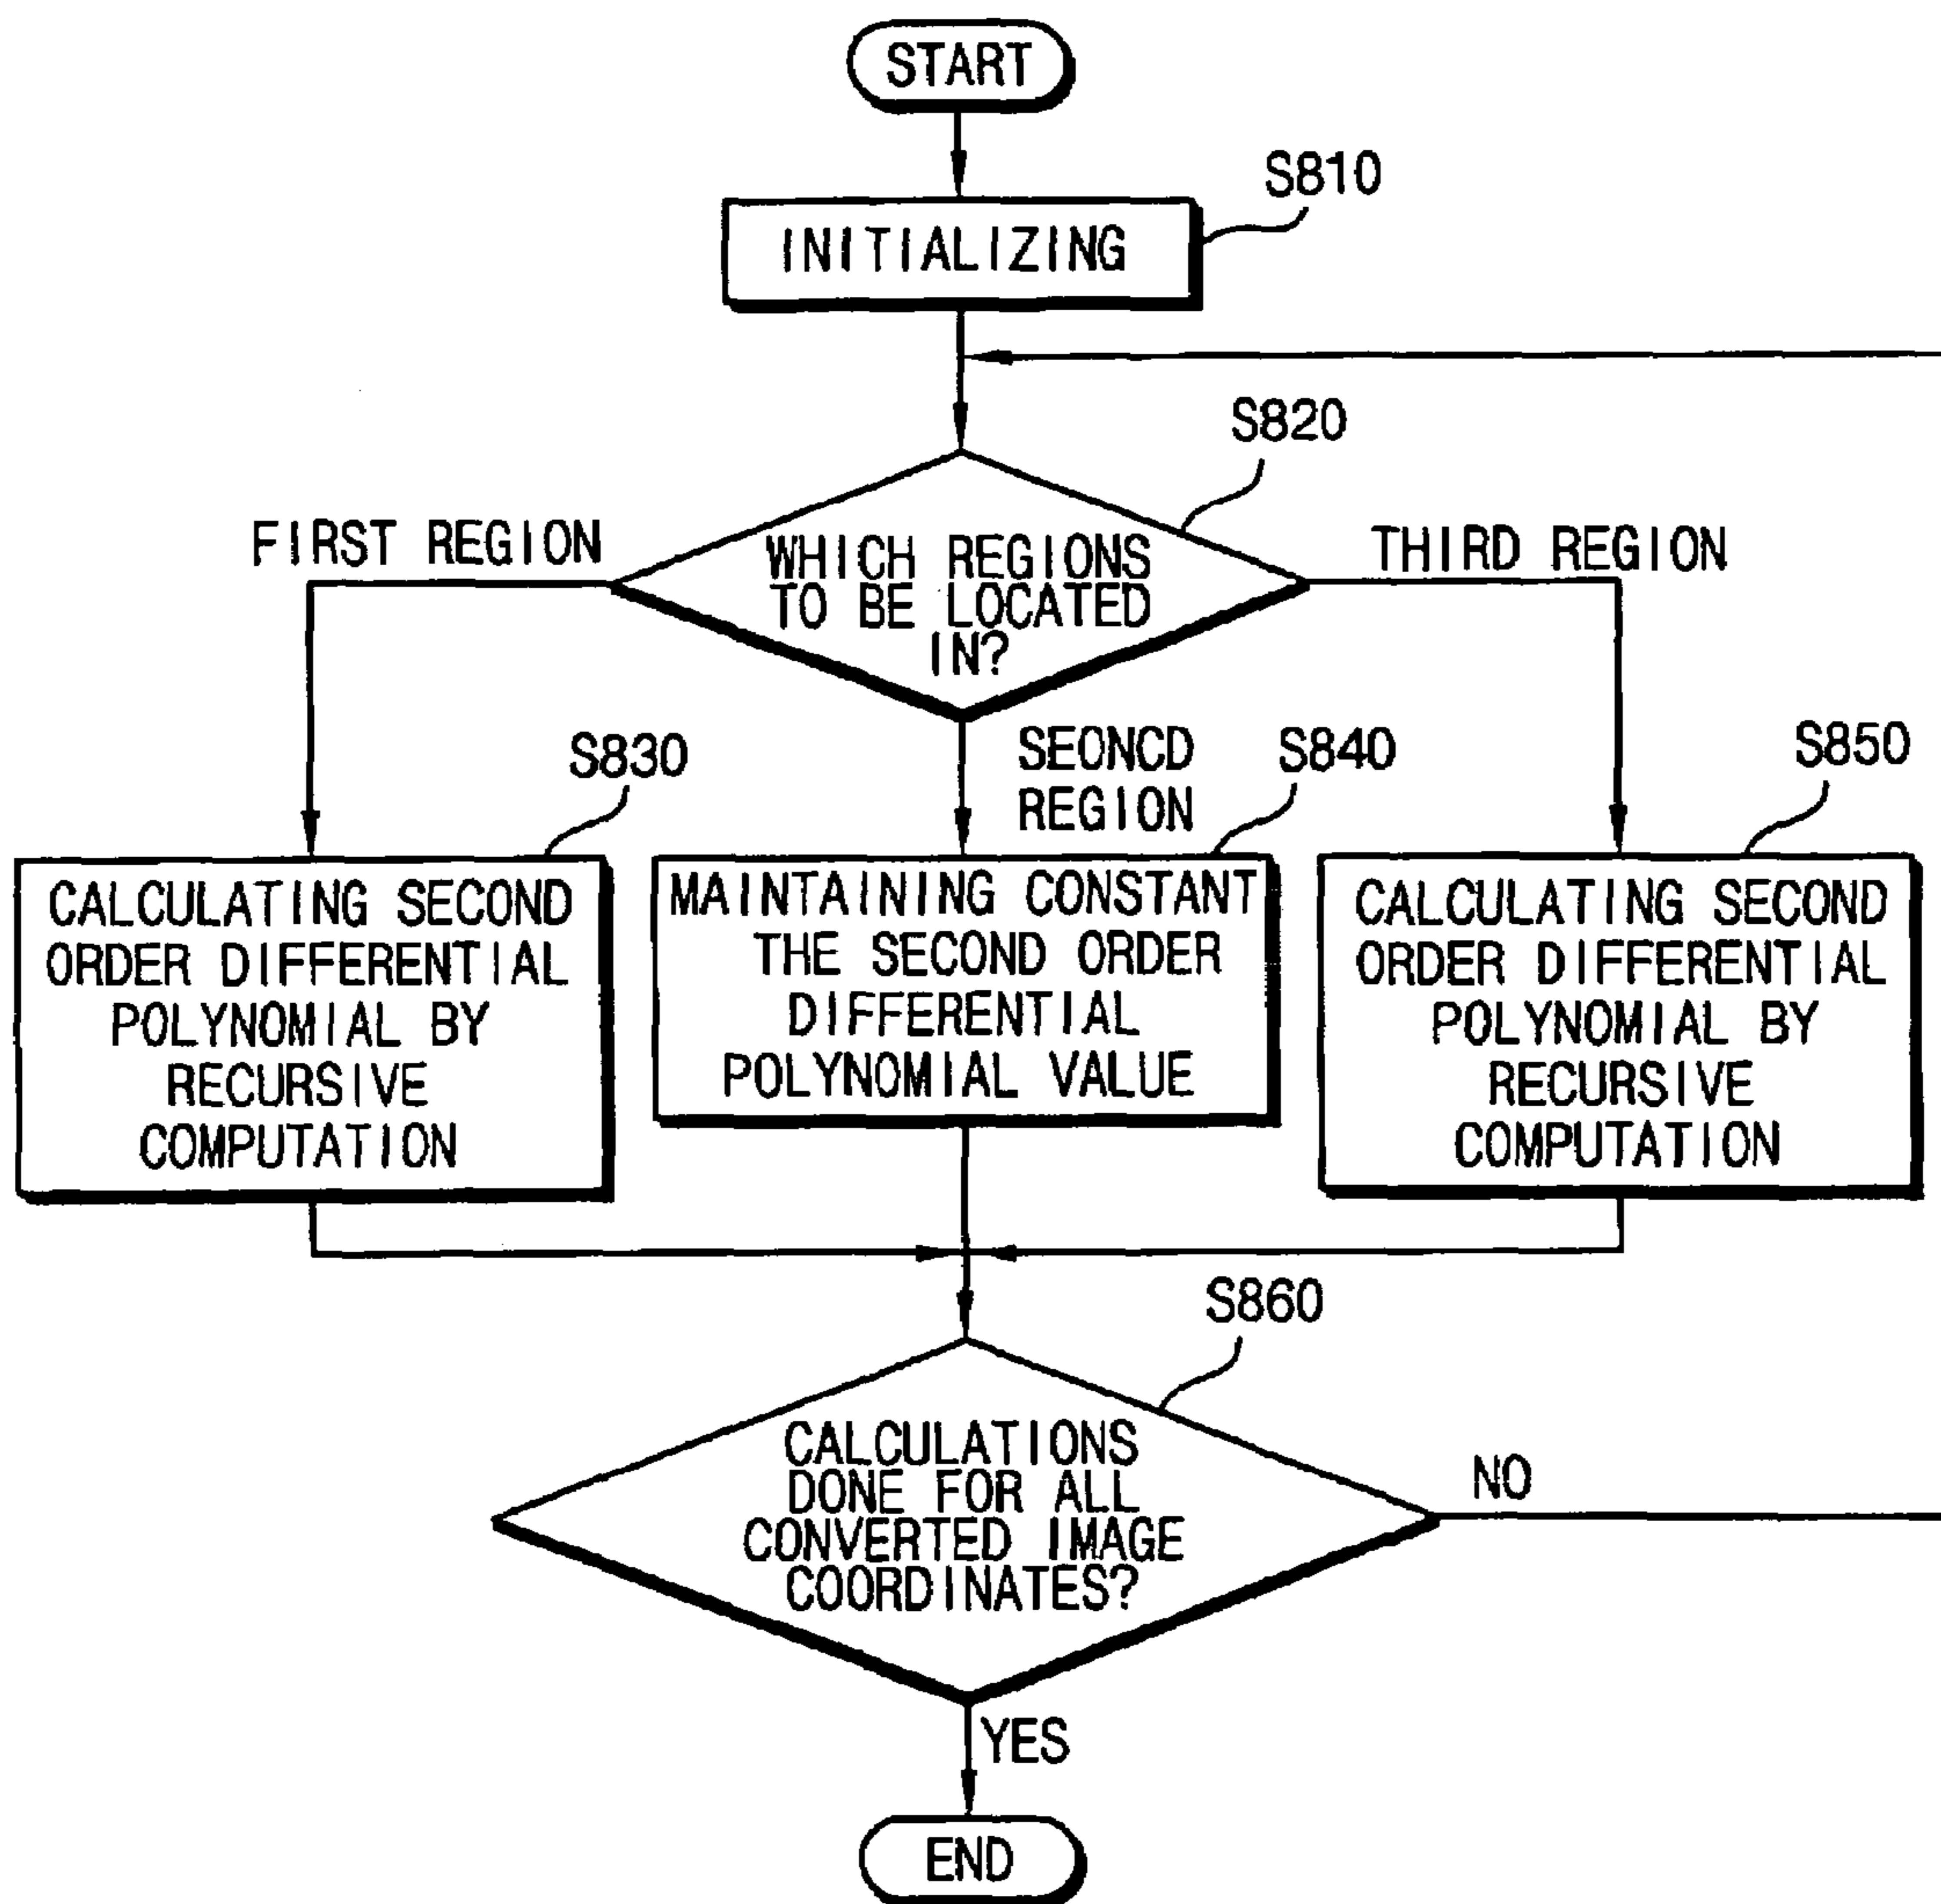 START
S810
INITIALIZING
S820
FIRST REGION
WHICH REGIONS
TO BE LOCATED
IN?
THIRD REGION
SEONCD
REGION
S830
S840
S850
CALCULATING SECOND
ORDER DIFFERENTIAL
POLYNOMIAL BY
RECURSIVE
COMPUTATION
MAINTAINING CONSTANT
THE SECOND ORDER
DIFFERENTIAL
POLYNOMIAL VALUE
CALCULATING SECOND
ORDER DIFFERENTIAL
POLYNOMIAL BY
RECURSIVE
COMPUTATION
S860
CALCULATIONS
DONE FOR ALL
CONVERTED IMAGE
COORDINATES?
NO
YES
END